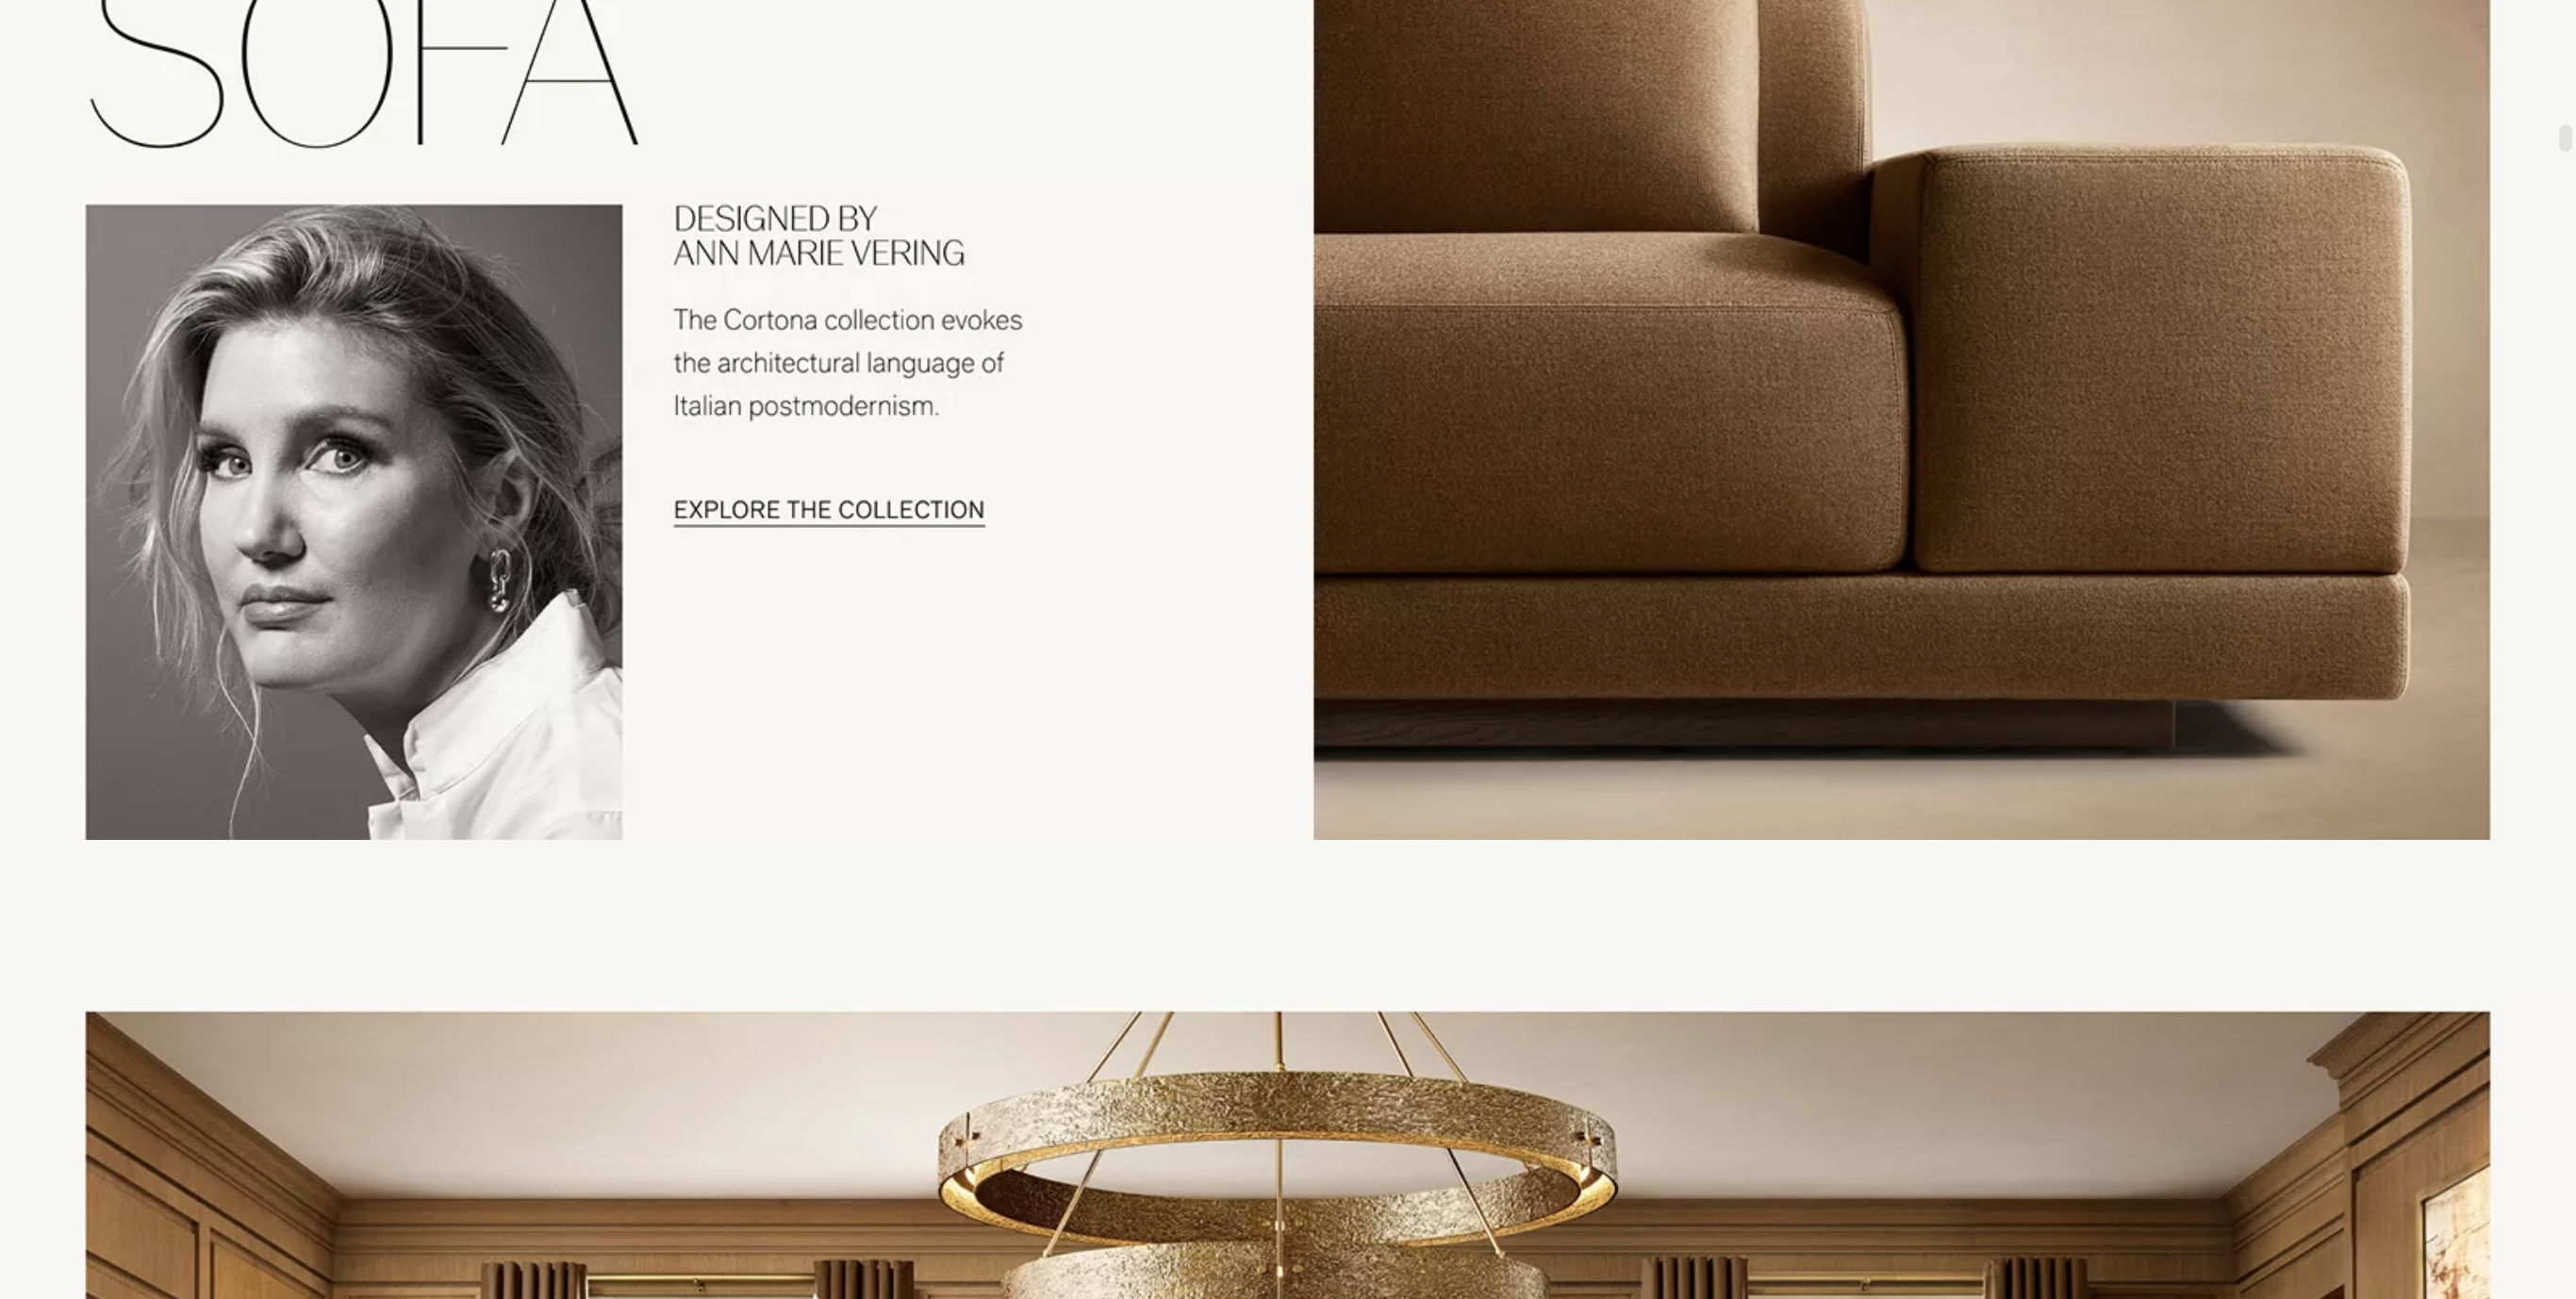 SOFA
DESIGNED BY
ANN MARIE VERING
The Cortona collection evokes
the architectural language of
Italian postmodernism.
EXPLORE THE COLLECTION